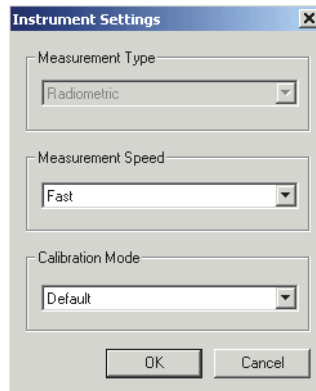 Instrument Settings
Measurement Type
Radiometric
Measurement Speed
Fast
Calibration Mode
Default
OK Cancel